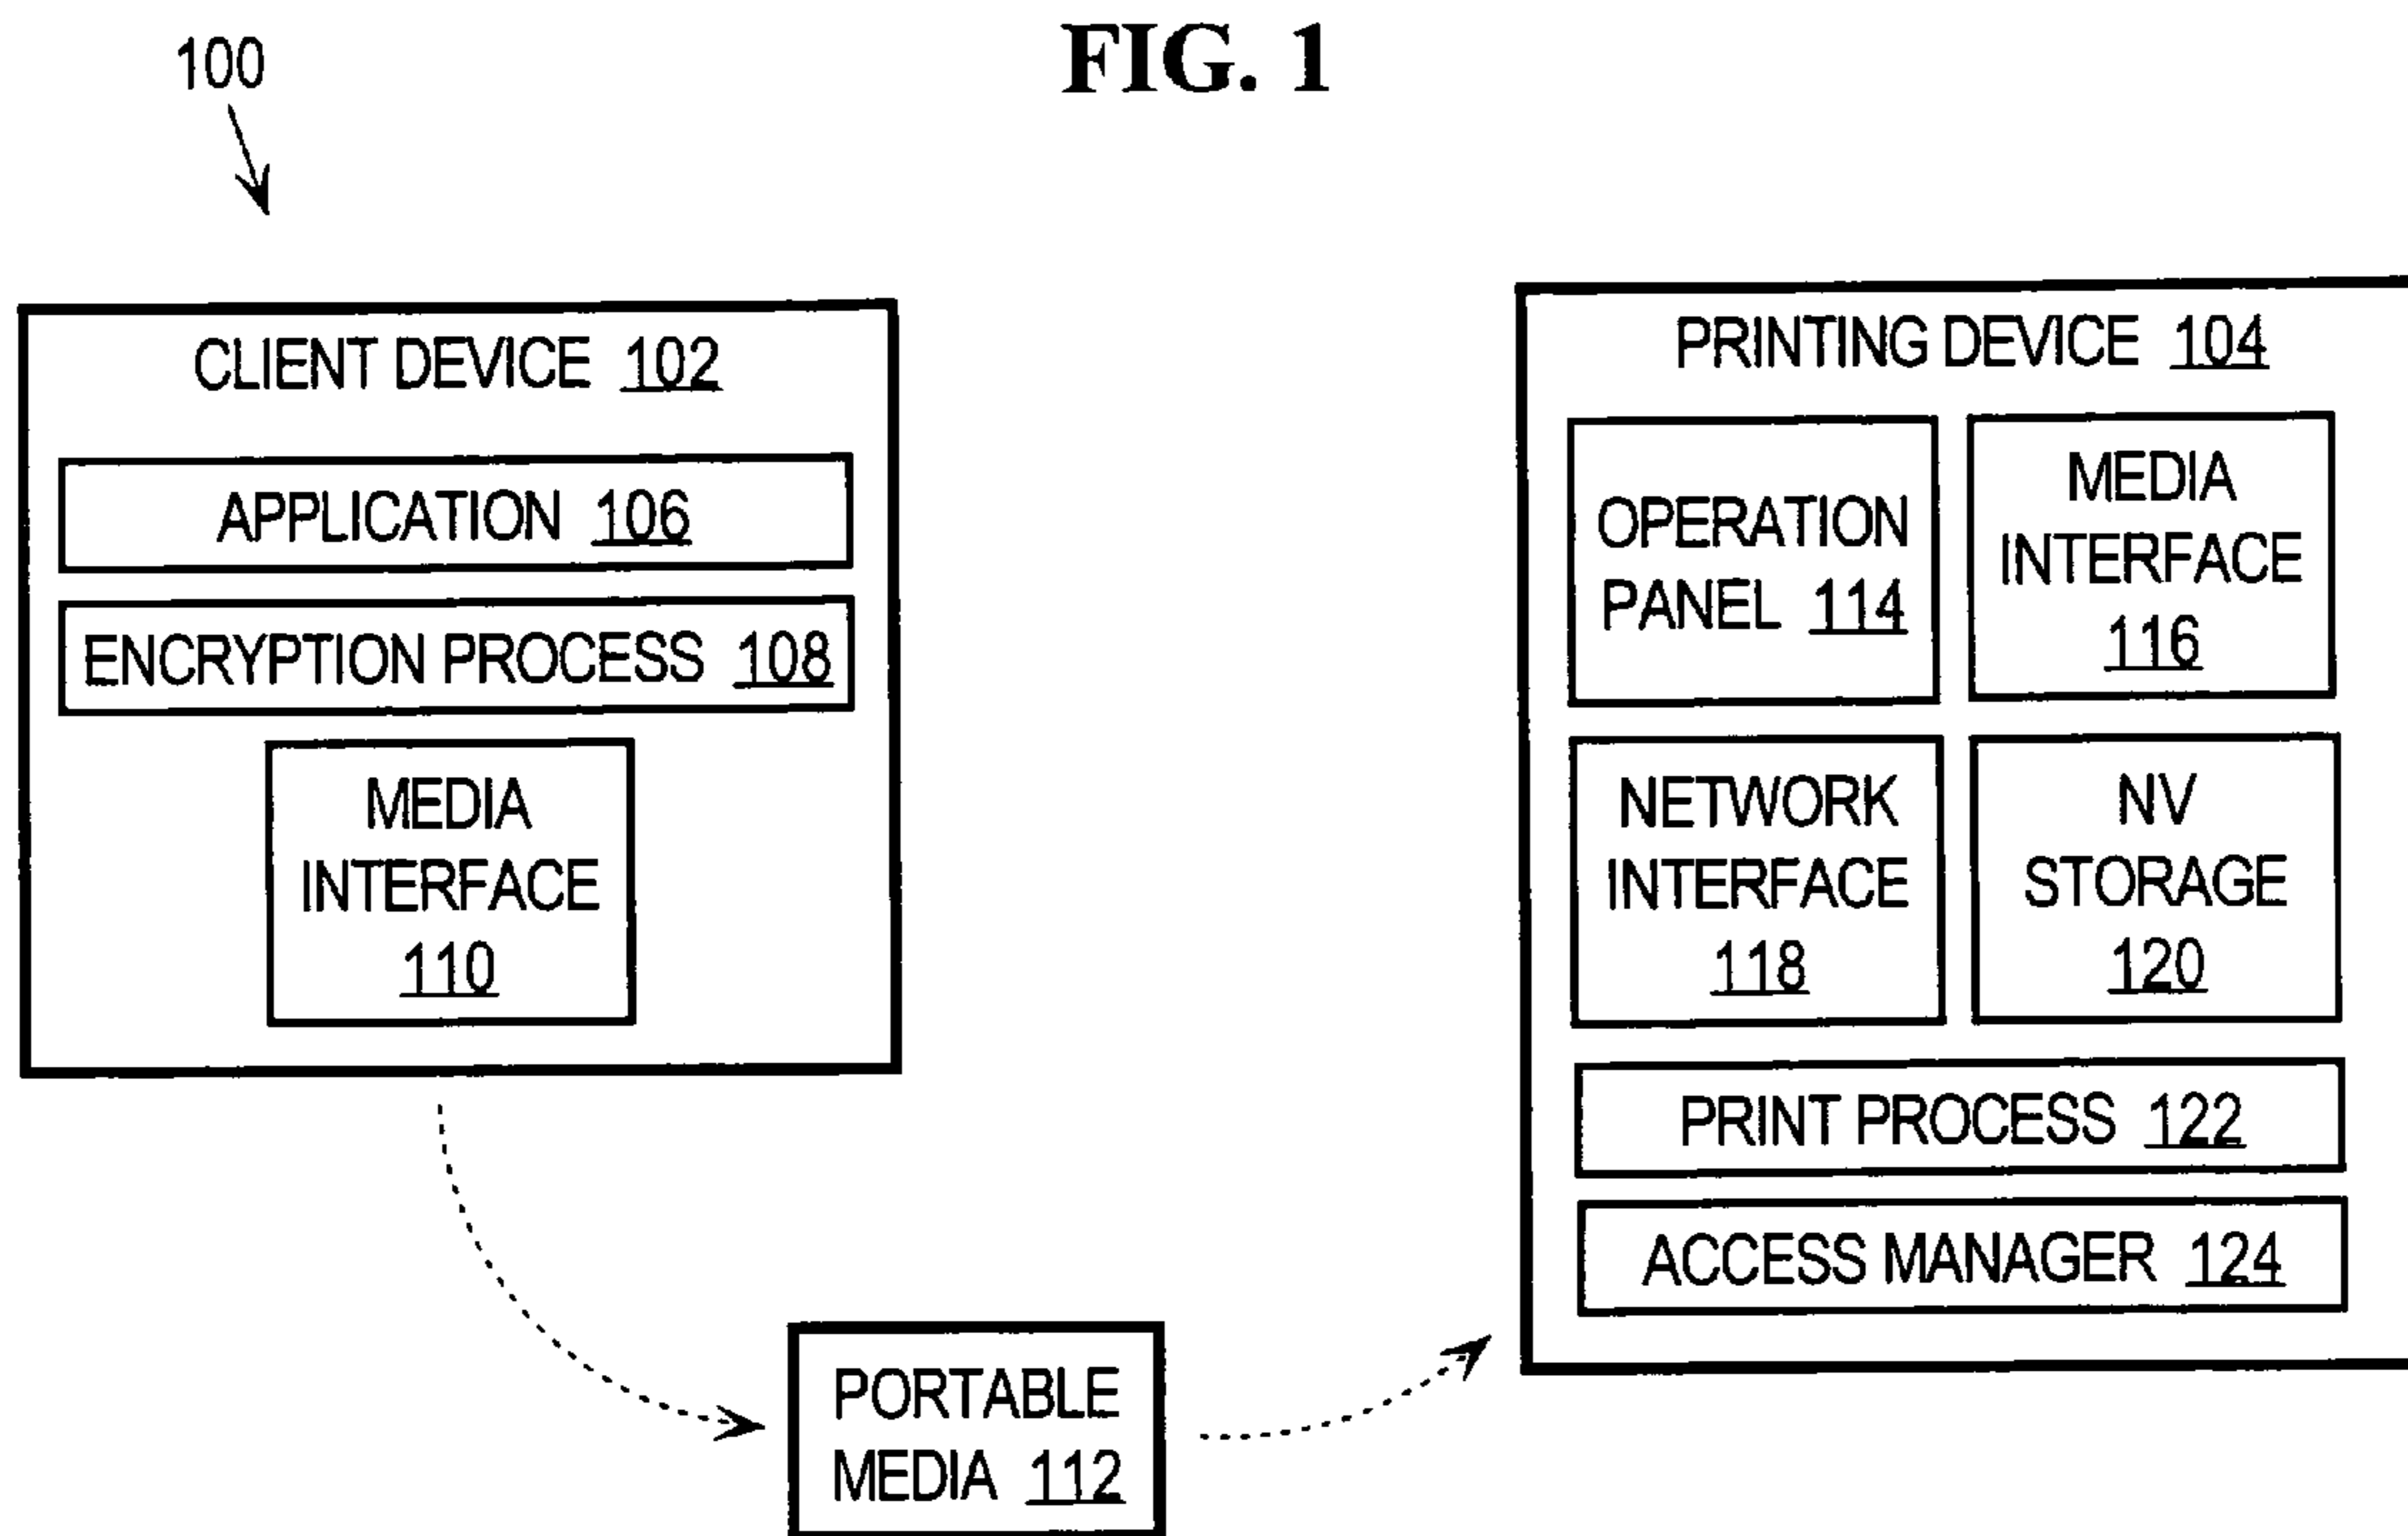 FIG. 1
100
CLIENT DEVICE 102
APPLICATION 106
ENCRYPTION PROCESS 108
MEDIA
INTERFACE
110
PRINTING DEVICE 104
OPERATION
PANEL 114
MEDIA
INTERFACE
116
NETWORK
INTERFACE
118
NV
STORAGE
120
PRINT PROCESS 122
ACCESS MANAGER 124
PORTABLE
MEDIA 112